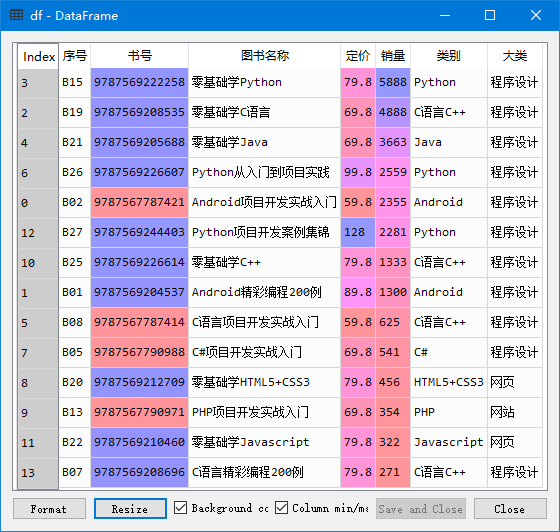 df - DataFrame
Index 序号 书号 图书名称 定价 销量 类别 大类
3 B15 9787569222258 零基础学Python 79.8 5888 Python 程序设计
2 B19 9787569208535 零基础学C语言 69.8 4888 C语言C++ 程序设计
4 B21 9787569205688 零基础学Java 69.8 3663 Java 程序设计
6 B26 9787569226607 Python从入门到项目实践 99.8 2559 Python 程序设计
0 B02 9787567787421 Android项目开发实战入门 59.8 2355 Android 程序设计
12 B27 9787569244403 Python项目开发案例集锦 128 2281 Python 程序设计
10 B25 9787569226614 零基础学C++ 79.8 1333 C语言C++ 程序设计
1 B01 9787569204537 Android精彩编程200例 89.8 1300 Android 程序设计
5 B08 9787567787414 C语言项目开发实战入门 59.8 625 C语言C++ 程序设计
7 B05 9787567790988 C#项目开发实战入门 69.8 541 C# 程序设计
8 B20 9787569212709 零基础学HTML5+CSS3 79.8 456 HTML5+CSS3 网页
9 B13 9787567790971 PHP项目开发实战入门 69.8 354 PHP 网站
11 B22 9787569210460 零基础学Javascript 79.8 322 Javascript 网页
13 B07 9787569208696 C语言精彩编程200例 79.8 271 C语言C++ 程序设计
Format Resize Background co Column min/ma Save and Close Close